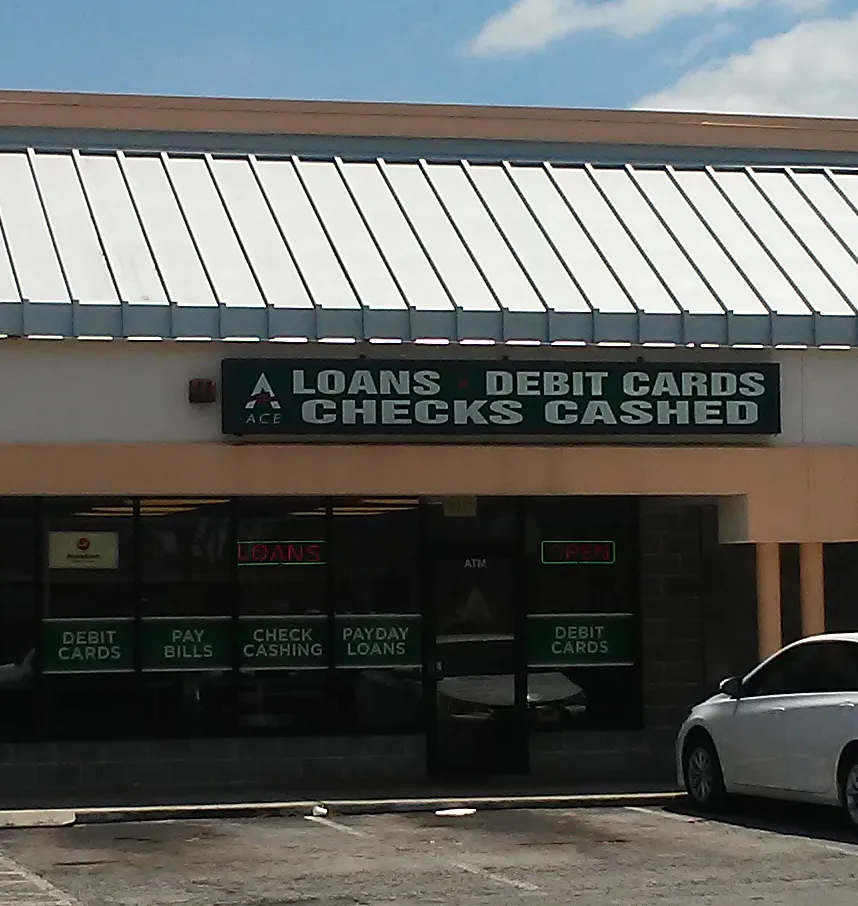 LOANS · DEBIT CARDS
CHECKS CASHED
ACE
LOANS
OPEN
ATM
DEBIT
CARDS
PAY
BILLS
CHECK
CASHING
PAYDAY
LOANS
DEBIT
CARDS